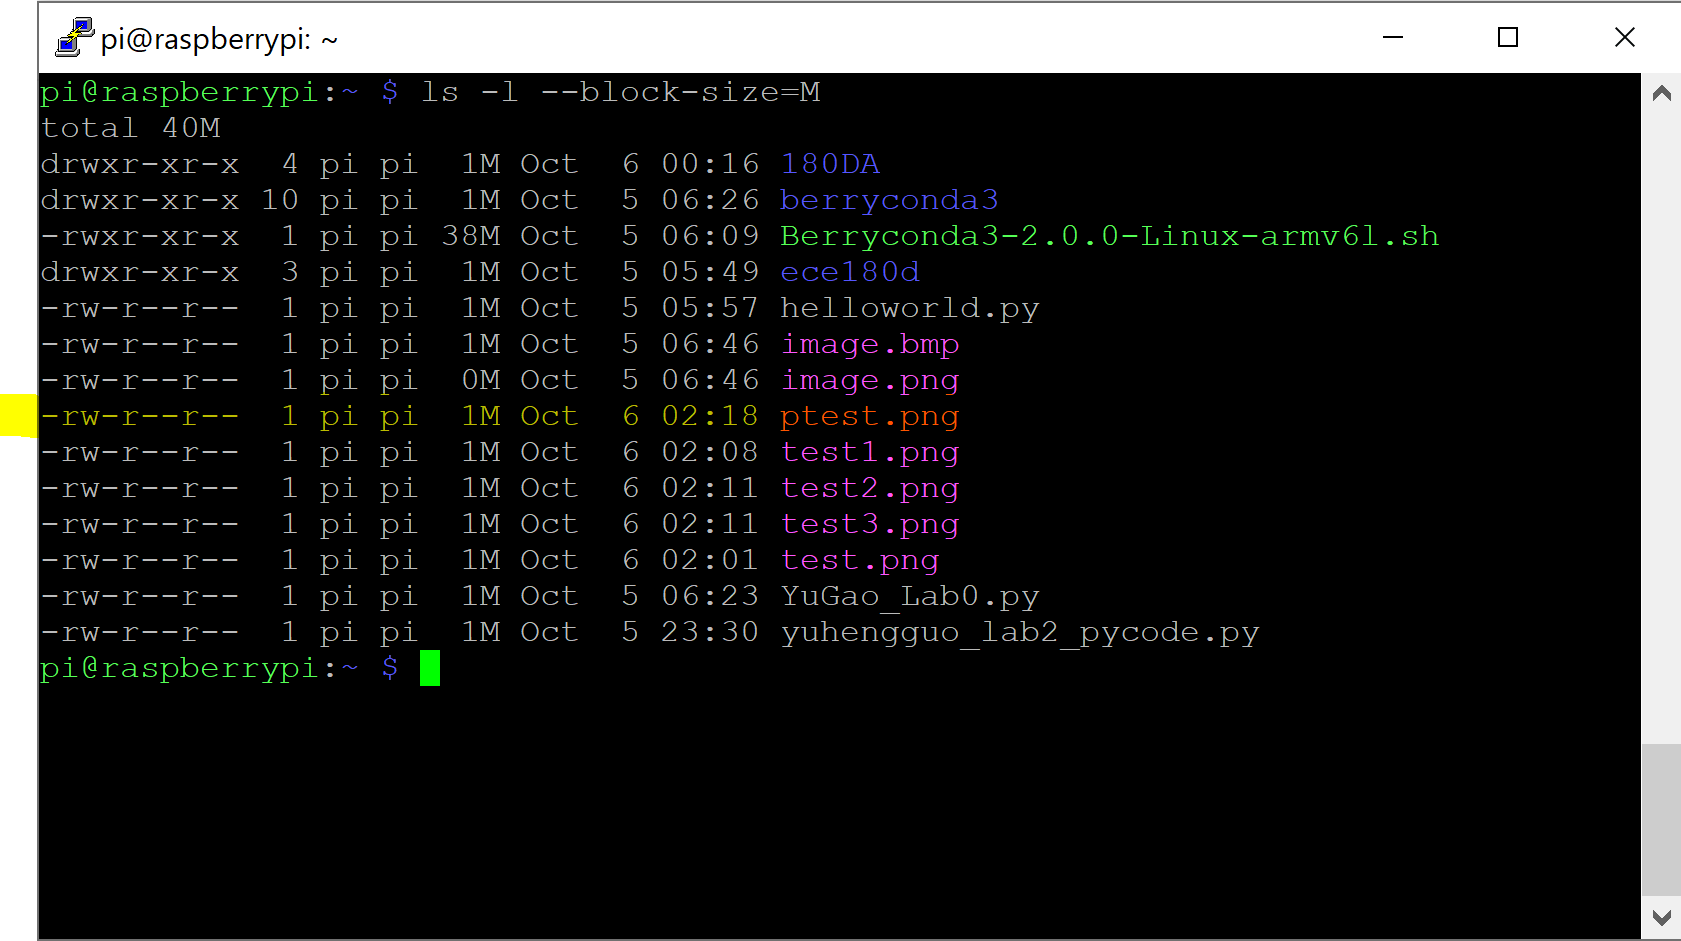 pi@raspberrypi: ~
pi@raspberrypi:~ $ ls -l --block-size=M
total 40M
drwxr-xr-x  4 pi pi  1M Oct  6 00:16 180DA
drwxr-xr-x 10 pi pi  1M Oct  5 06:26 berryconda3
-rwxr-xr-x  1 pi pi 38M Oct  5 06:09 Berryconda3-2.0.0-Linux-armv6l.sh
drwxr-xr-x  3 pi pi  1M Oct  5 05:49 ece180d
-rw-r--r--  1 pi pi  1M Oct  5 05:57 helloworld.py
-rw-r--r--  1 pi pi  1M Oct  5 06:46 image.bmp
-rw-r--r--  1 pi pi  0M Oct  5 06:46 image.png
-rw-r--r--  1 pi pi  1M Oct  6 02:18 ptest.png
-rw-r--r--  1 pi pi  1M Oct  6 02:08 test1.png
-rw-r--r--  1 pi pi  1M Oct  6 02:11 test2.png
-rw-r--r--  1 pi pi  1M Oct  6 02:11 test3.png
-rw-r--r--  1 pi pi  1M Oct  6 02:01 test.png
-rw-r--r--  1 pi pi  1M Oct  5 06:23 YuGao_Lab0.py
-rw-r--r--  1 pi pi  1M Oct  5 23:30 yuhengguo_lab2_pycode.py
pi@raspberrypi:~ $